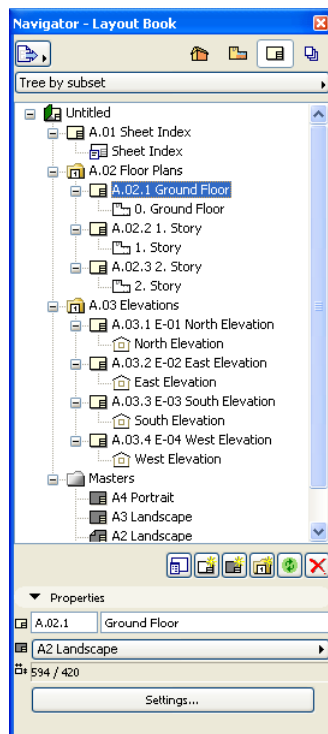 Navigator - Layout Book
Tree by subset
Untitled
A.01 Sheet Index
Sheet Index
A.02 Floor Plans
A.02.1 Ground Floor
0. Ground Floor
A.02.2 1. Story
1. Story
A.02.3 2. Story
2. Story
A.03 Elevations
A.03.1 E-01 North Elevation
North Elevation
A.03.2 E-02 East Elevation
East Elevation
A.03.3 E-03 South Elevation
South Elevation
A.03.4 E-04 West Elevation
West Elevation
Masters
A4 Portrait
A3 Landscape
A2 Landscape
Properties
A.02.1 Ground Floor
A2 Landscape
594 / 420
Settings...